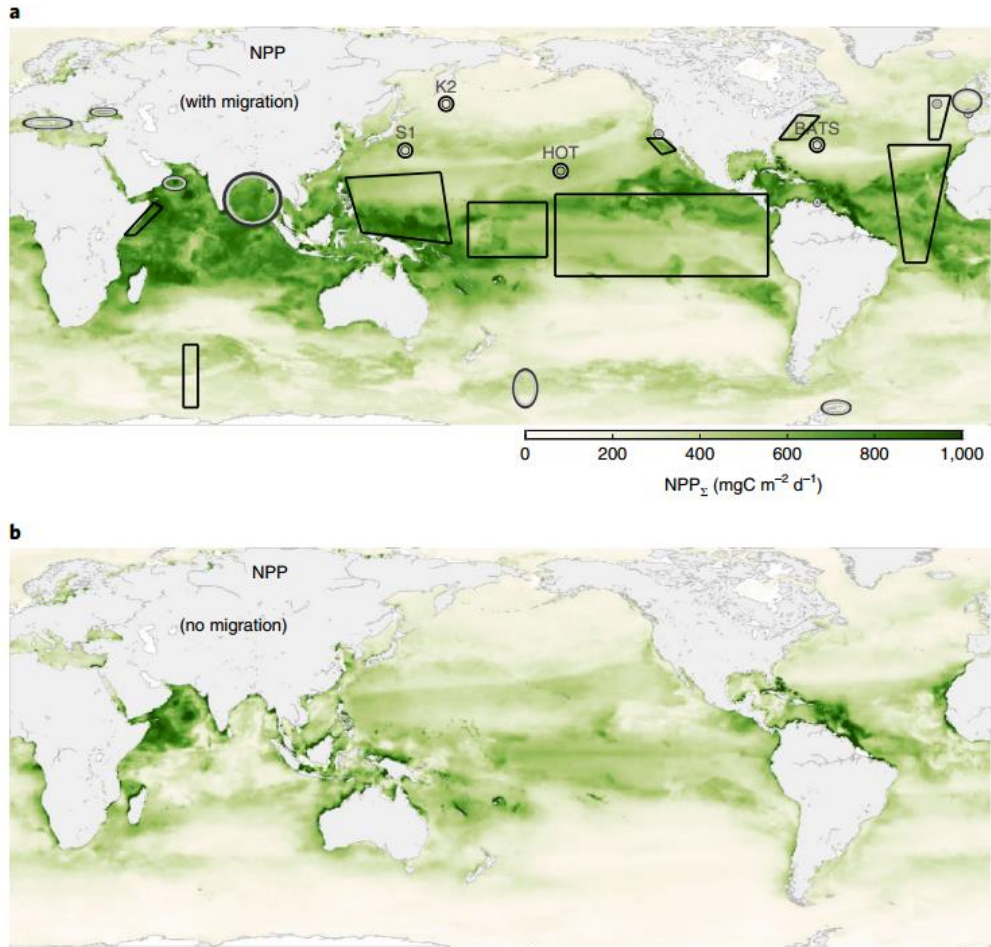 a
NPP
(with migration)
K2
S1
HOT
BATS
0 200 400 600 800 1,000
NPP_Σ (mgC m⁻² d⁻¹)
b
NPP
(no migration)